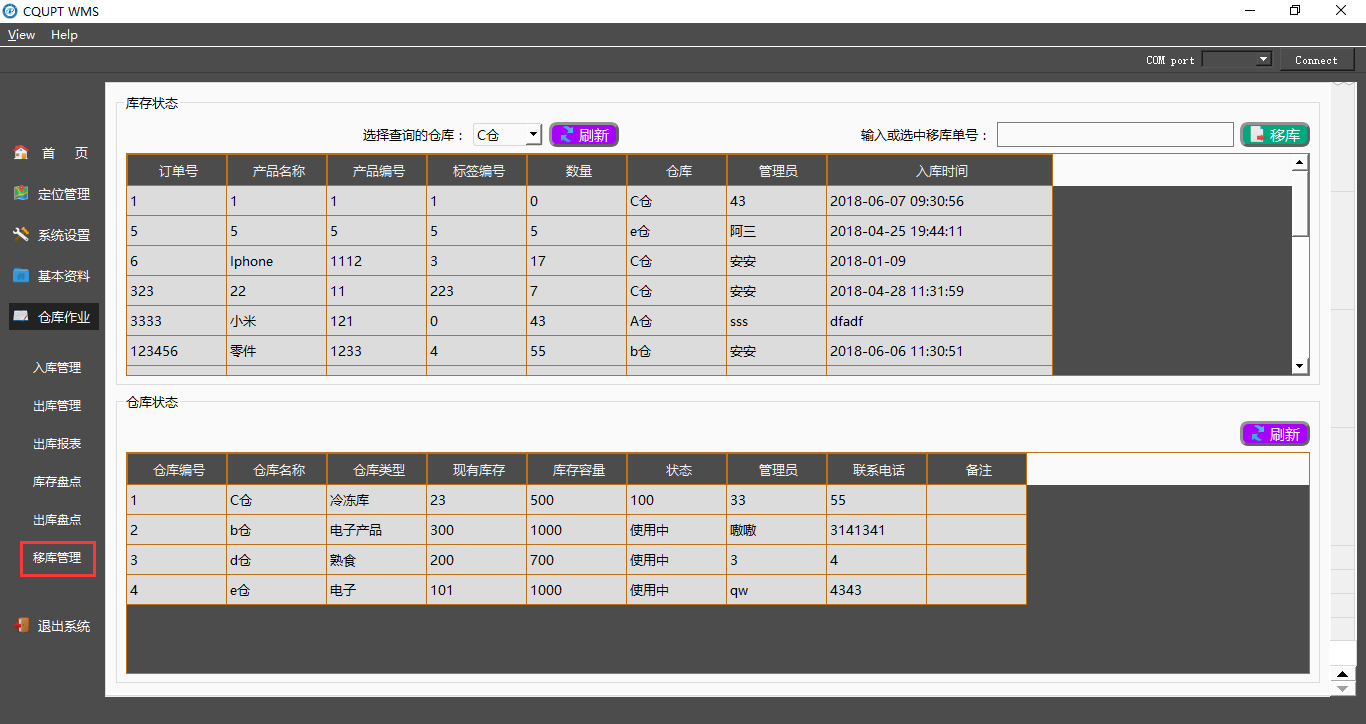 CQUPT WMS
View Help
COM port Connect
首 页
定位管理
系统设置
基本资料
仓库作业
入库管理
出库管理
出库报表
库存盘点
出库盘点
移库管理
退出系统
库存状态
选择查询的仓库： C仓 刷新 输入或选中移库单号： 移库
订单号 产品名称 产品编号 标签编号 数量 仓库 管理员 入库时间
1 1 1 1 0 C仓 43 2018-06-07 09:30:56
5 5 5 5 5 e仓 阿三 2018-04-25 19:44:11
6 Iphone 1112 3 17 C仓 安安 2018-01-09
323 22 11 223 7 C仓 安安 2018-04-28 11:31:59
3333 小米 121 0 43 A仓 sss dfadf
123456 零件 1233 4 55 b仓 安安 2018-06-06 11:30:51
仓库状态
刷新
仓库编号 仓库名称 仓库类型 现有库存 库存容量 状态 管理员 联系电话 备注
1 C仓 冷冻库 23 500 100 33 55
2 b仓 电子产品 300 1000 使用中 嗷嗷 3141341
3 d仓 熟食 200 700 使用中 3 4
4 e仓 电子 101 1000 使用中 qw 4343